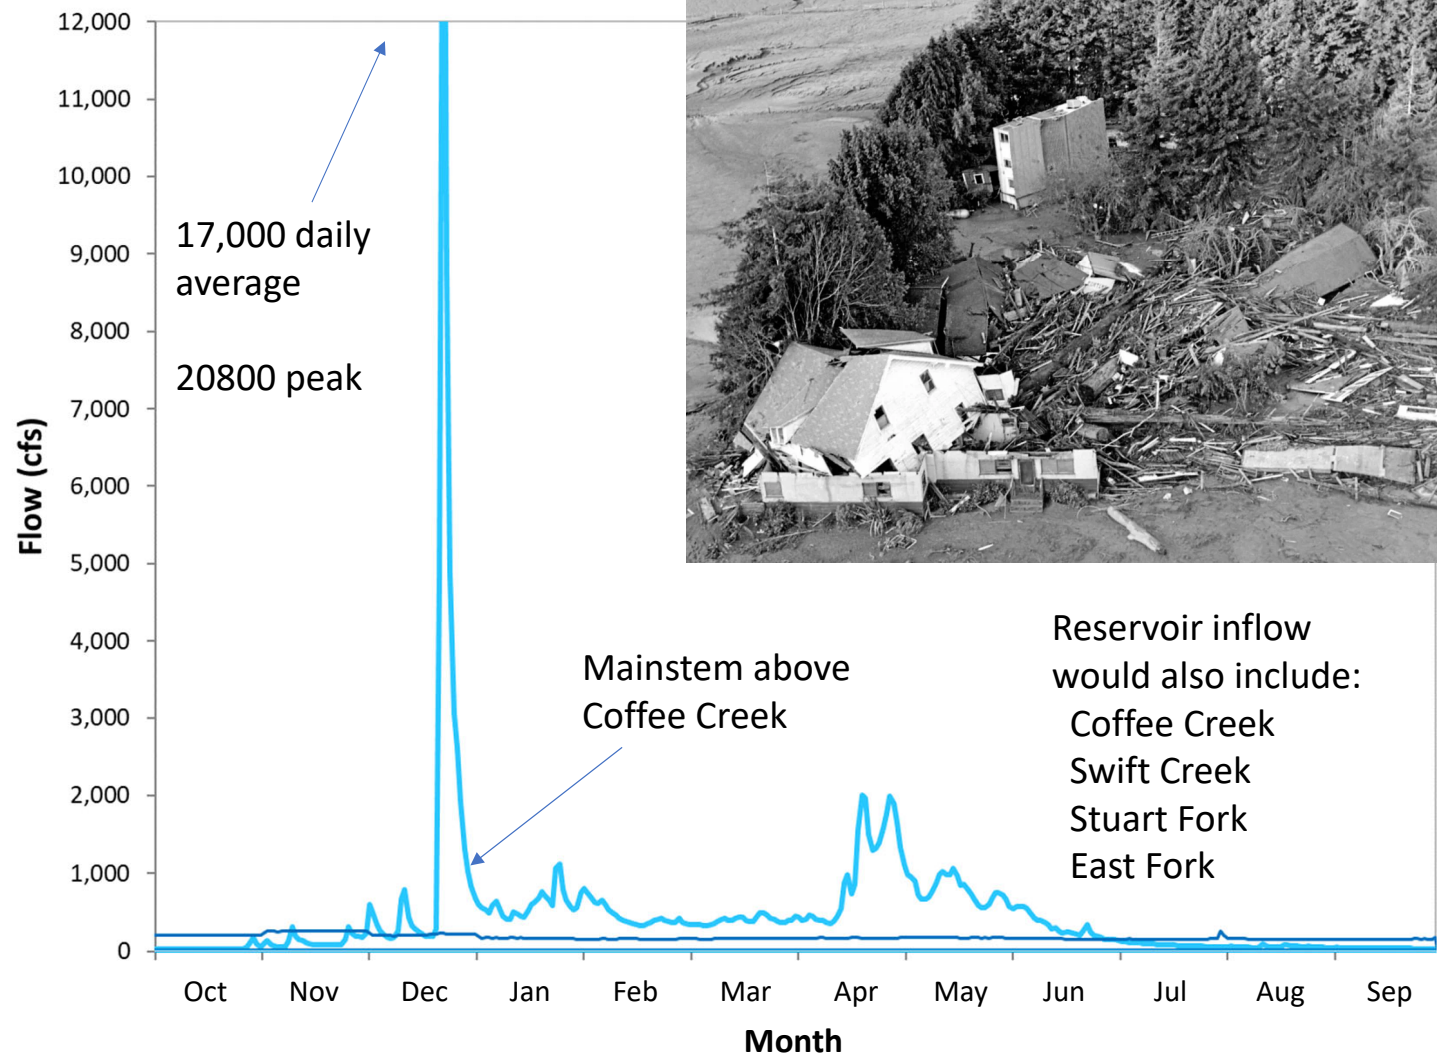 12,000
11,000
10,000
9,000
8,000
7,000
6,000
5,000
4,000
3,000
2,000
1,000
0
Flow (cfs)
17,000 daily
average
20800 peak
Mainstem above
Coffee Creek
Reservoir inflow
would also include:
Coffee Creek
Swift Creek
Stuart Fork
East Fork
Oct Nov Dec Jan Feb Mar Apr May Jun Jul Aug Sep
Month